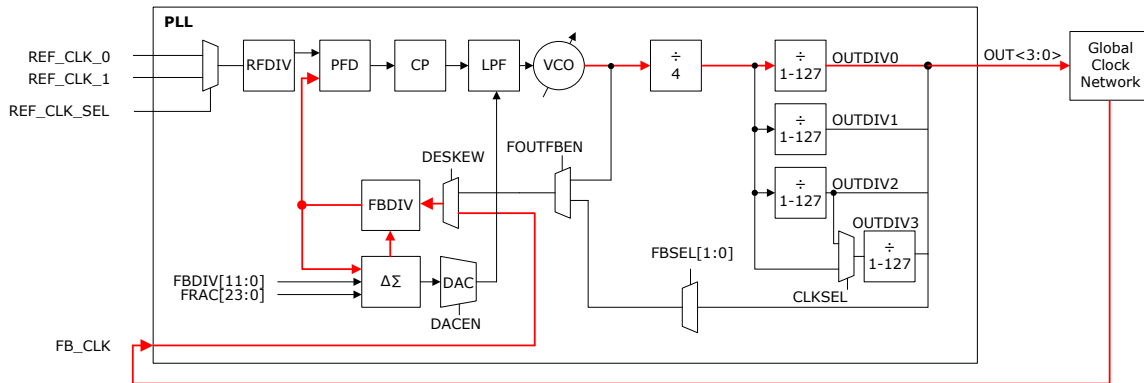 PLL
REF_CLK_0
REF_CLK_1
REF_CLK_SEL
RFDIV
PFD
CP
LPF
VCO
÷
4
÷
1-127
OUTDIV0
OUT<3:0>
Global
Clock
Network
÷
1-127
OUTDIV1
÷
1-127
OUTDIV2
OUTDIV3
÷
1-127
CLKSEL
FOUTFBEN
DESKEW
FBDIV
FBSEL[1:0]
FBDIV[11:0]
FRAC[23:0]
ΔΣ
DAC
DACEN
FB_CLK